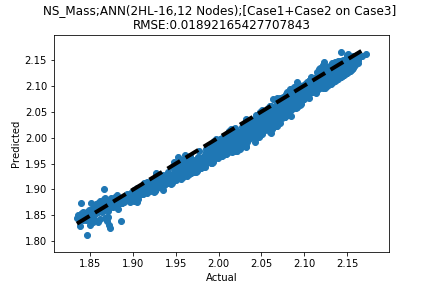 NS_Mass;ANN(2HL-16,12 Nodes);[Case1+Case2 on Case3]
RMSE:0.01892165427707843
2.15
2.10
2.05
2.00
1.95
1.90
1.85
1.80
Predicted
1.85 1.90 1.95 2.00 2.05 2.10 2.15
Actual